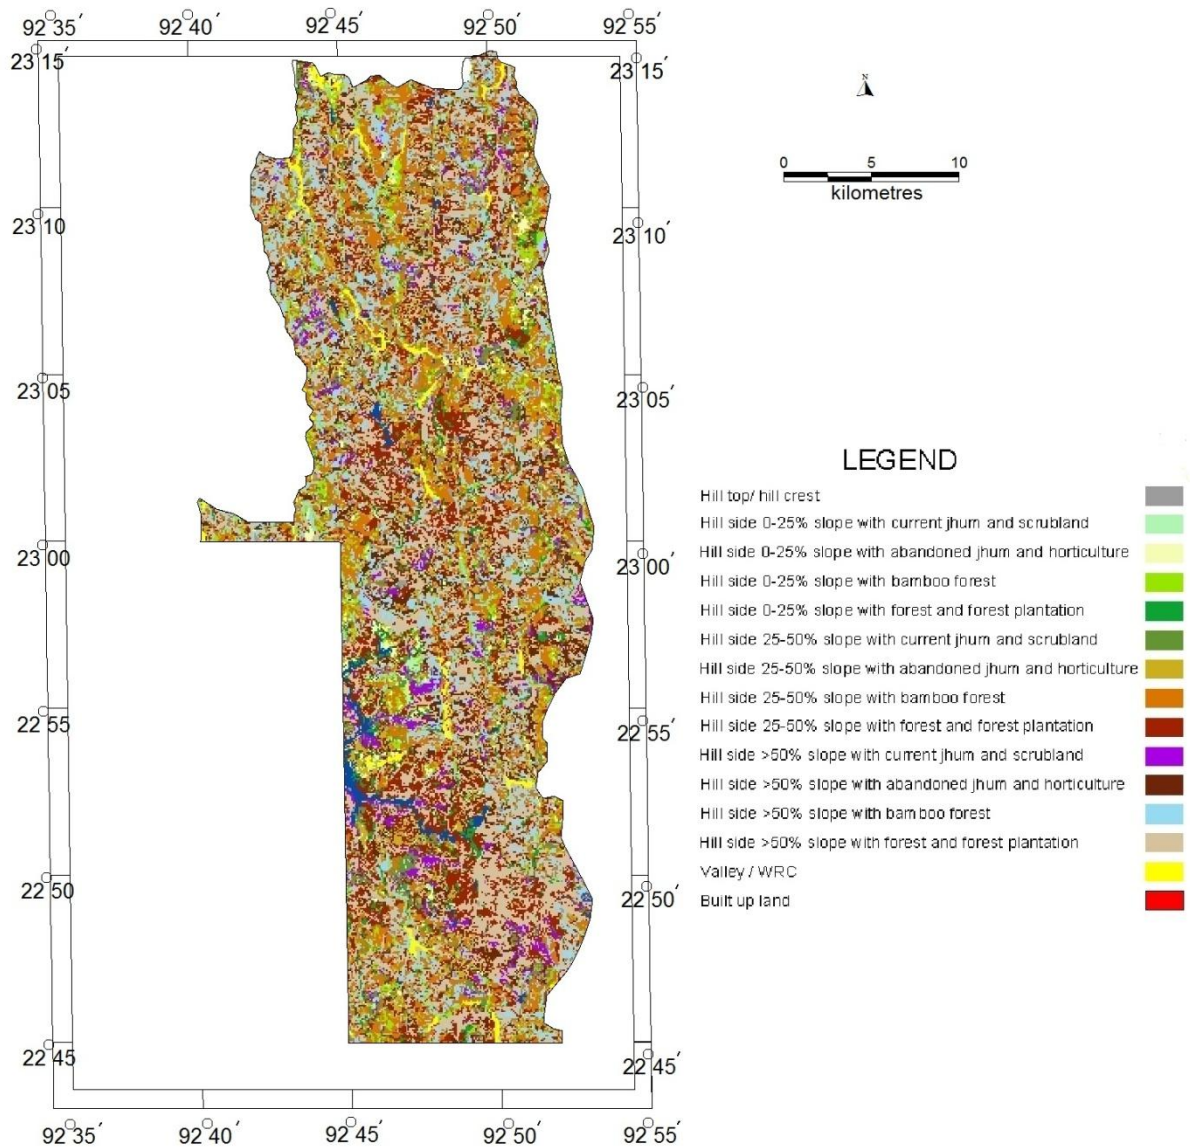 92 35′ 92 40′ 92 45′ 92 50′ 92 55′
23 15′ 23 15′
N
0 5 10
kilometres
23 10 23 10′
23 05 23 05′
LEGEND
Hill top/ hill crest
Hill side 0-25% slope with current jhum and scrubland
Hill side 0-25% slope with abandoned jhum and horticulture
23 00 23 00′
Hill side 0-25% slope with bamboo forest
Hill side 0-25% slope with forest and forest plantation
Hill side 25-50% slope with current jhum and scrubland
Hill side 25-50% slope with abandoned jhum and horticulture
Hill side 25-50% slope with bamboo forest
22 55 22 55′
Hill side 25-50% slope with forest and forest plantation
Hill side >50% slope with current jhum and scrubland
Hill side >50% slope with abandoned jhum and horticulture
Hill side >50% slope with bamboo forest
Hill side >50% slope with forest and forest plantation
Valley / WRC
22 50 22 50′
Built up land
22 45 22 45′
92 35′ 92 40′ 92 45′ 92 50′ 92 55′